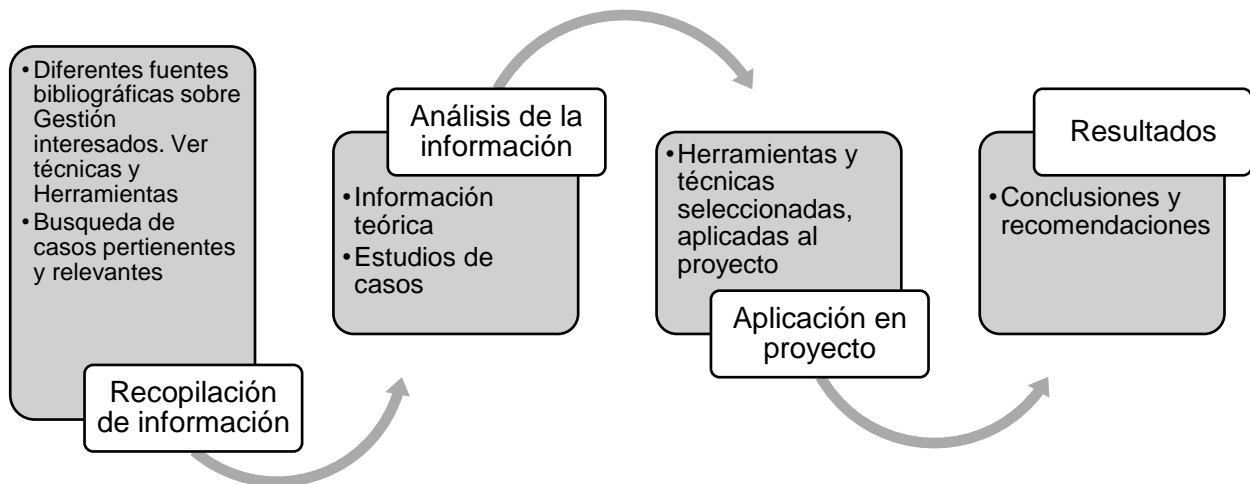 •Diferentes fuentes
bibliográficas sobre
Gestión
interesados. Ver
técnicas y
Herramientas
•Busqueda de
casos pertienentes
y relevantes
Recopilación
de información
Análisis de la
información
•Información
teórica
•Estudios de
casos
•Herramientas y
técnicas
seleccionadas,
aplicadas al
proyecto
Aplicación en
proyecto
Resultados
•Conclusiones y
recomendaciones